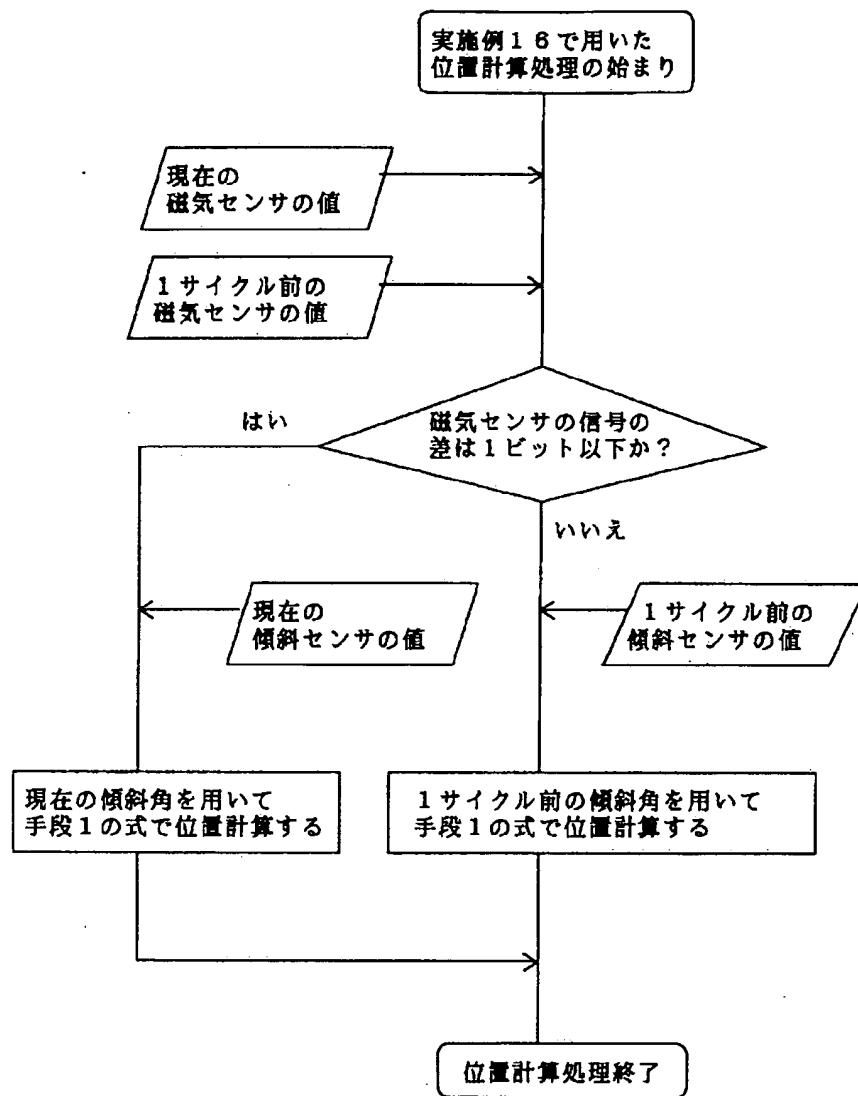 実施例１６で用いた
位置計算処理の始まり
現在の
磁気センサの値
１サイクル前の
磁気センサの値
磁気センサの信号の
差は１ビット以下か？
はい
いいえ
現在の
傾斜センサの値
１サイクル前の
傾斜センサの値
現在の傾斜角を用いて
手段１の式で位置計算する
１サイクル前の傾斜角を用いて
手段１の式で位置計算する
位置計算処理終了